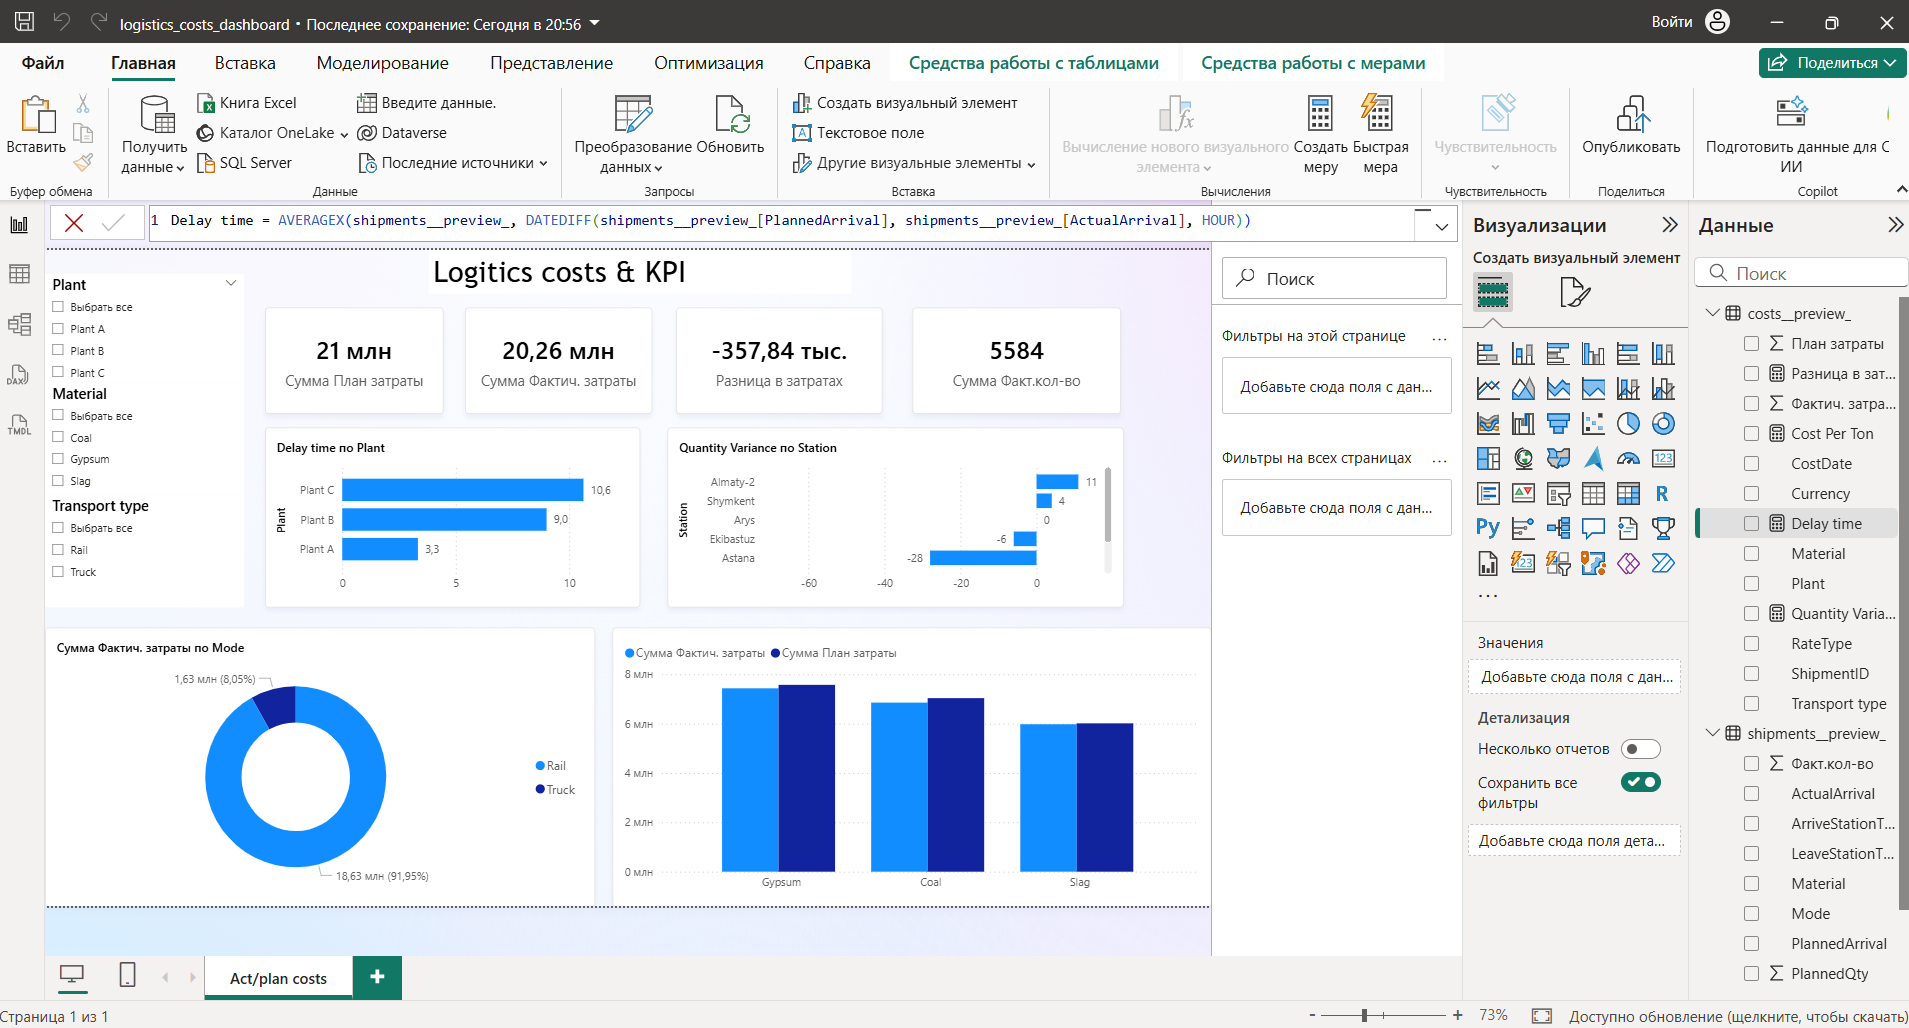 logistics_costs_dashboard • Последнее сохранение: Сегодня в 20:56
Войти
Файл Главная Вставка Моделирование Представление Оптимизация Справка Средства работы с таблицами Средства работы с мерами Поделиться
Вставить
Буфер обмена
Получить данные
Книга Excel
Каталог OneLake
SQL Server
Введите данные.
Dataverse
Последние источники
Данные
Преобразование данных
Обновить
Запросы
Создать визуальный элемент
Текстовое поле
Другие визуальные элементы
Вставка
Вычисление нового визуального элемента
Создать меру
Быстрая мера
Вычисления
Чувствительность
Чувствительность
Опубликовать
Поделиться
Подготовить данные для С
ИИ
Copilot
1 Delay time = AVERAGEX(shipments__preview_, DATEDIFF(shipments__preview_[PlannedArrival], shipments__preview_[ActualArrival], HOUR))
DAX
TMDL
Logitics costs & KPI
Plant
Выбрать все
Plant A
Plant B
Plant C
Material
Выбрать все
Coal
Gypsum
Slag
Transport type
Выбрать все
Rail
Truck
21 млн
Сумма План затраты
20,26 млн
Сумма Фактич. затраты
-357,84 тыс.
Разница в затратах
5584
Сумма Факт.кол-во
Delay time по Plant
Plant
Plant C 10,6
Plant B 9,0
Plant A 3,3
0 5 10
Quantity Variance по Station
Station
Almaty-2 11
Shymkent 4
Arys 0
Ekibastuz -6
Astana -28
-60 -40 -20 0
Сумма Фактич. затраты по Mode
1,63 млн (8,05%)
18,63 млн (91,95%)
Rail
Truck
Сумма Фактич. затраты Сумма План затраты
8 млн
6 млн
4 млн
2 млн
0 млн
Gypsum Coal Slag
Поиск
Фильтры на этой странице ...
Добавьте сюда поля с дан...
Фильтры на всех страницах ...
Добавьте сюда поля с дан...
Визуализации
Создать визуальный элемент
123
R
Py
123
...
Значения
Добавьте сюда поля с дан...
Детализация
Несколько отчетов
Сохранить все фильтры
Добавьте сюда поля дета...
Данные
Поиск
costs__preview_
План затраты
Разница в зат...
Фактич. затра...
Cost Per Ton
CostDate
Currency
Delay time
Material
Plant
Quantity Varia...
RateType
ShipmentID
Transport type
shipments__preview_
Факт.кол-во
ActualArrival
ArriveStationT...
LeaveStationT...
Material
Mode
PlannedArrival
PlannedQty
Act/plan costs
Страница 1 из 1
- + 73%
Доступно обновление (щелкните, чтобы скачать)